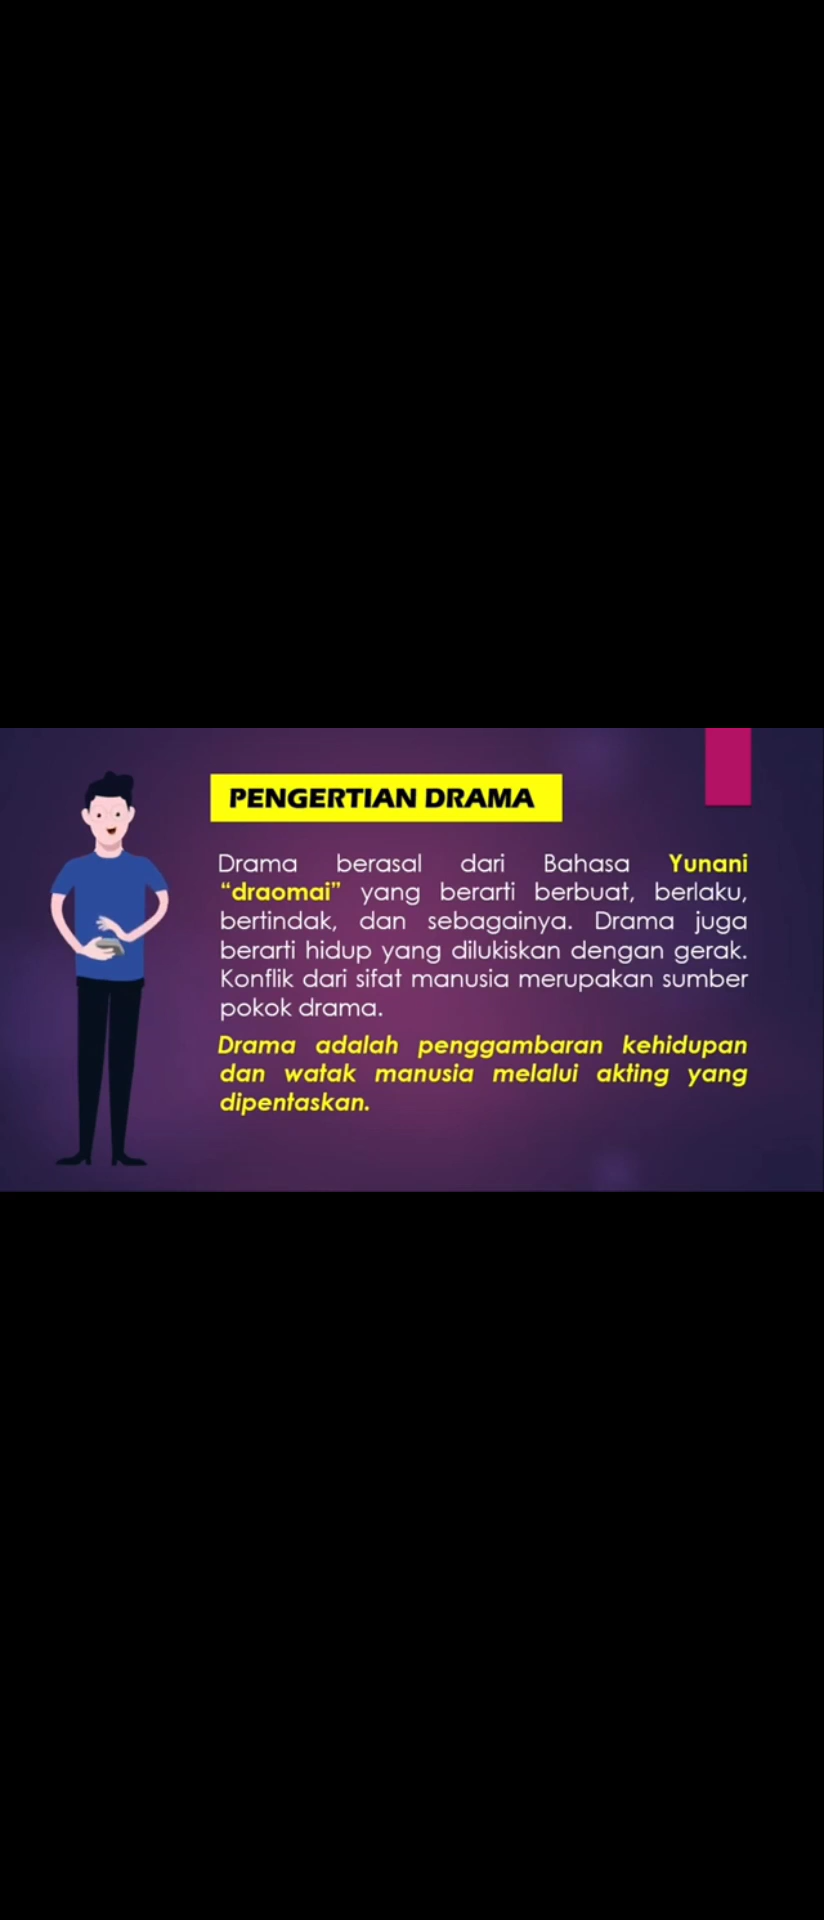 PENGERTIAN DRAMA
Drama berasal dari Bahasa Yunani
“draomai” yang berarti berbuat, berlaku,
bertindak, dan sebagainya. Drama juga
berarti hidup yang dilukiskan dengan gerak.
Konflik dari sifat manusia merupakan sumber
pokok drama.
Drama adalah penggambaran kehidupan
dan watak manusia melalui akting yang
dipentaskan.